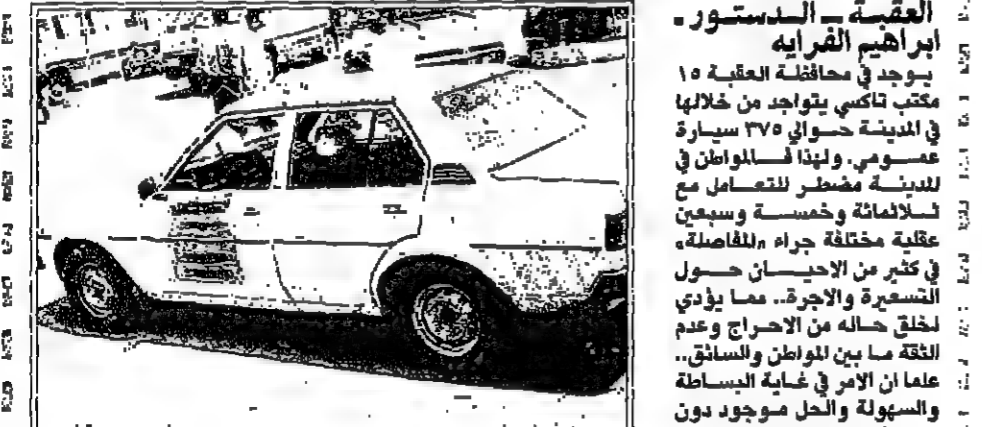 العقبة ـ الدستور ـ
ابراهيم الفرايه
يوجد في محافظة العقبة ١٥
مكتب تاكسي يتواجد من خلالها
في المدينة حوالي ٣٧٥ سيارة
عمومي. ولهذا فالمواطن في
المدينة مضطر للتعامل مع
ثلاثمائة وخمسة وسبعين
عقلية مختلفة جراء «المفاصلة»
في كثير من الاحيان حول
التسعيرة والاجرة.. مما يؤدي
لخلق حاله من الاحراج وعدم
الثقة ما بين المواطن والسائق..
علما ان الامر في غاية البساطة
والسهولة والحل موجود دون